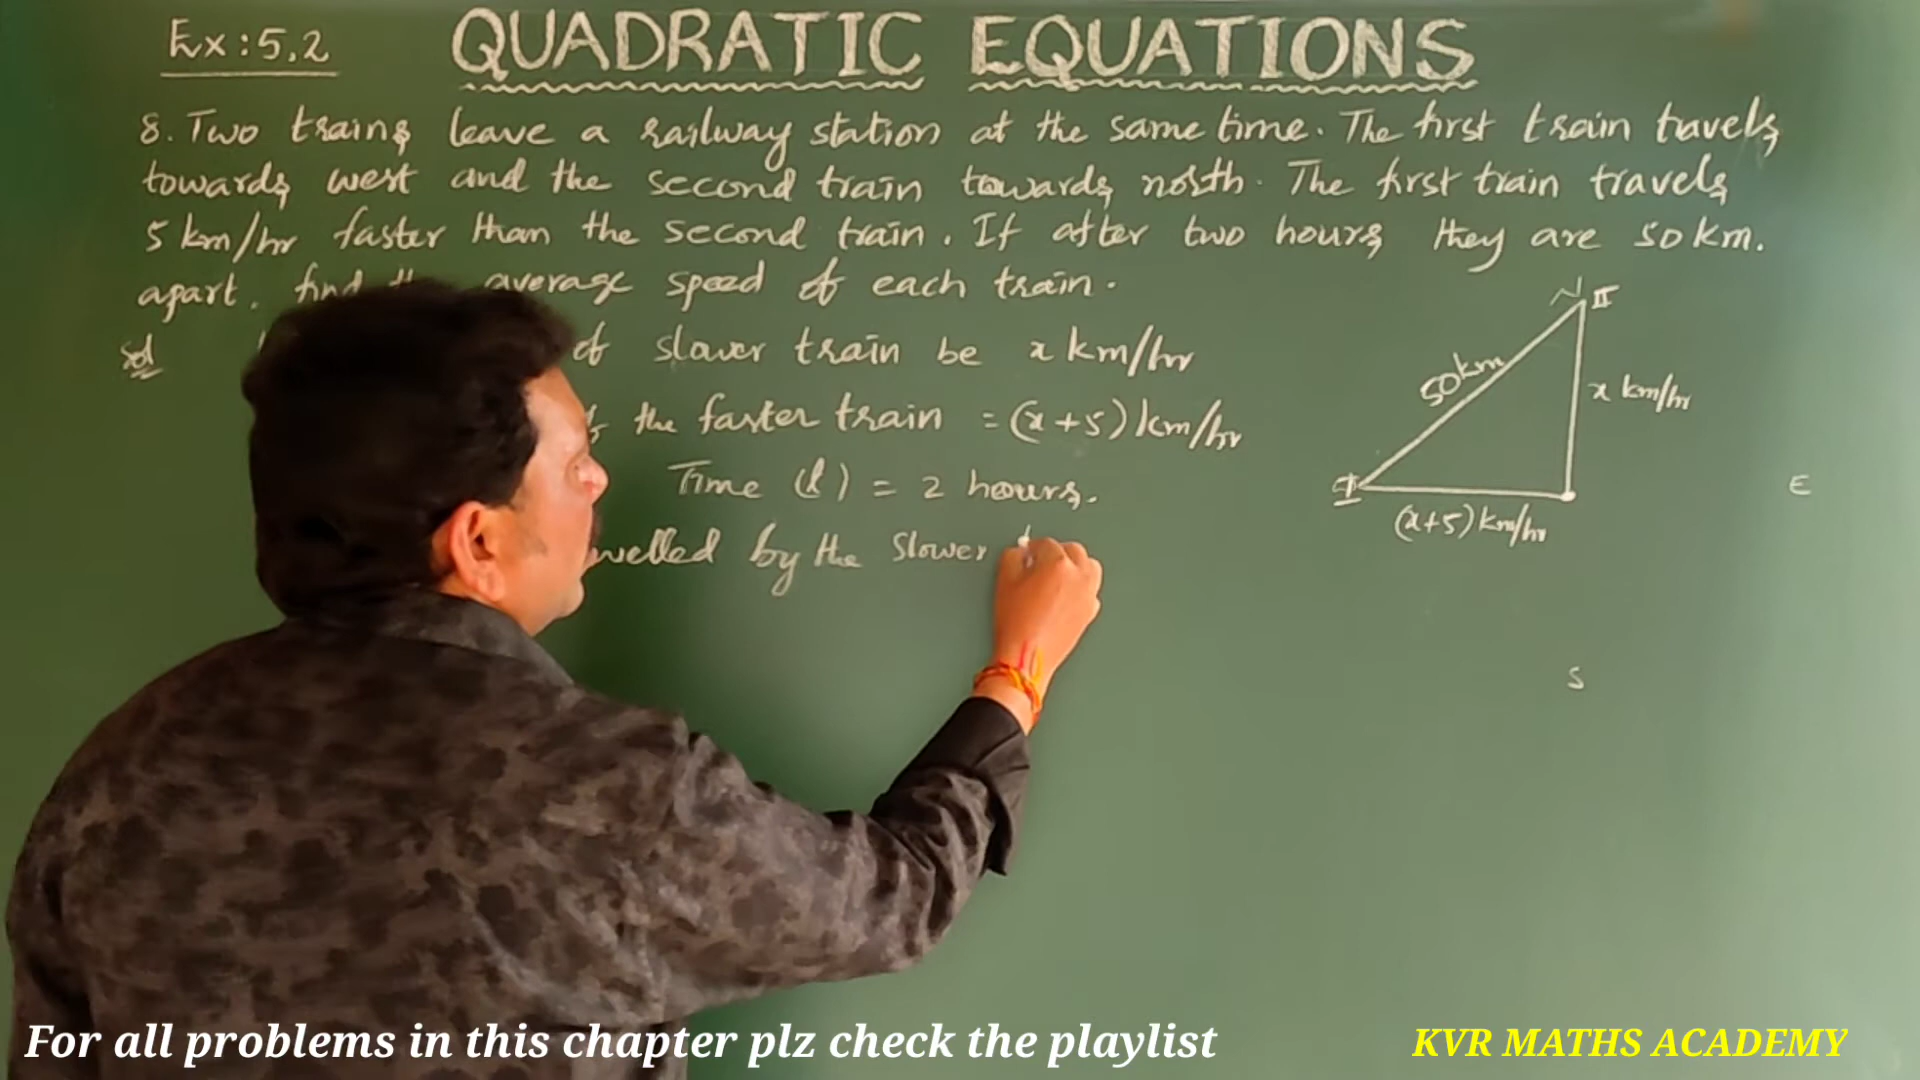 Ex: 5.2
QUADRATIC EQUATIONS
8. Two trains leave a railway station at the same time. The first train travels
towards west and the second train towards north. The first train travels
5 km/hr faster than the second train. If after two hours they are 50 km.
apart. find average speed of each train.
Sol of slower train be x km/hr
the faster train = (x+5) km/hr
Time (t) = 2 hours.
by the slower
N
II
50 km
x km/hr
I
(x+5) km/hr
E
S
For all problems in this chapter plz check the playlist
KVR MATHS ACADEMY